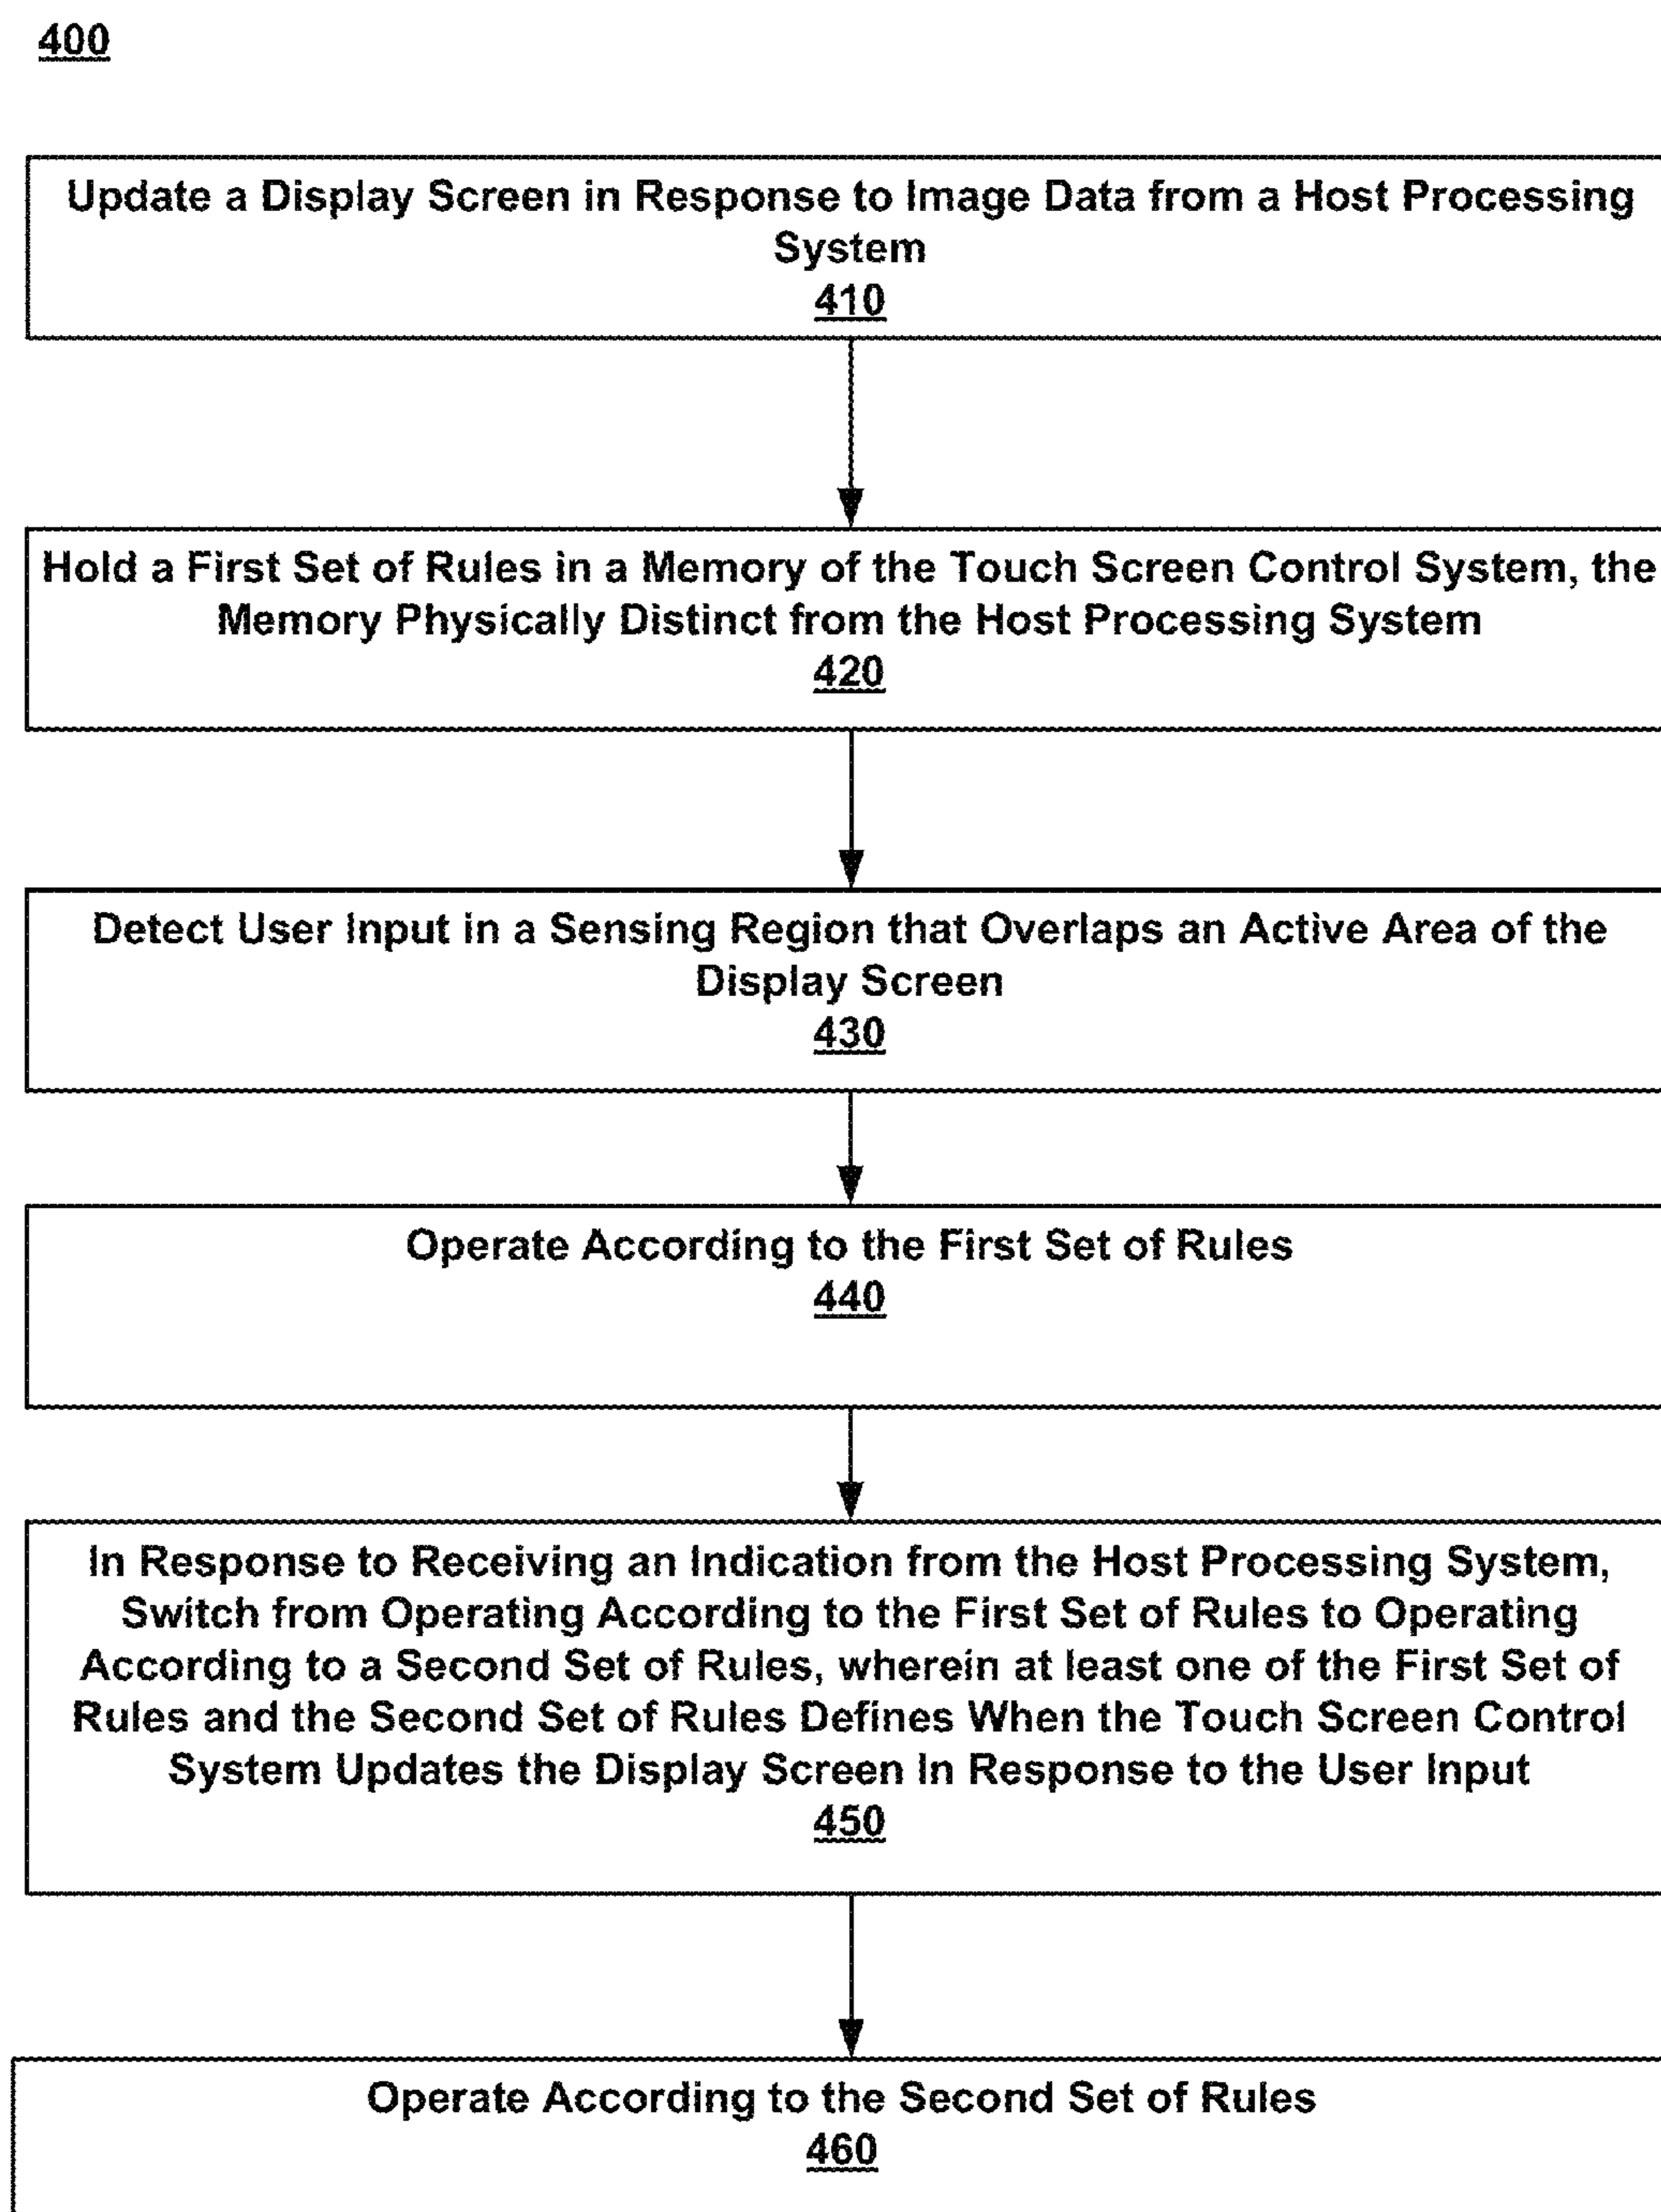 400
Update a Display Screen in Response to Image Data from a Host Processing
System
410
Hold a First Set of Rules in a Memory of the Touch Screen Control System, the
Memory Physically Distinct from the Host Processing System
420
Detect User Input in a Sensing Region that Overlaps an Active Area of the
Display Screen
430
Operate According to the First Set of Rules
440
In Response to Receiving an Indication from the Host Processing System,
Switch from Operating According to the First Set of Rules to Operating
According to a Second Set of Rules, wherein at least one of the First Set of
Rules and the Second Set of Rules Defines When the Touch Screen Control
System Updates the Display Screen In Response to the User Input
450
Operate According to the Second Set of Rules
460